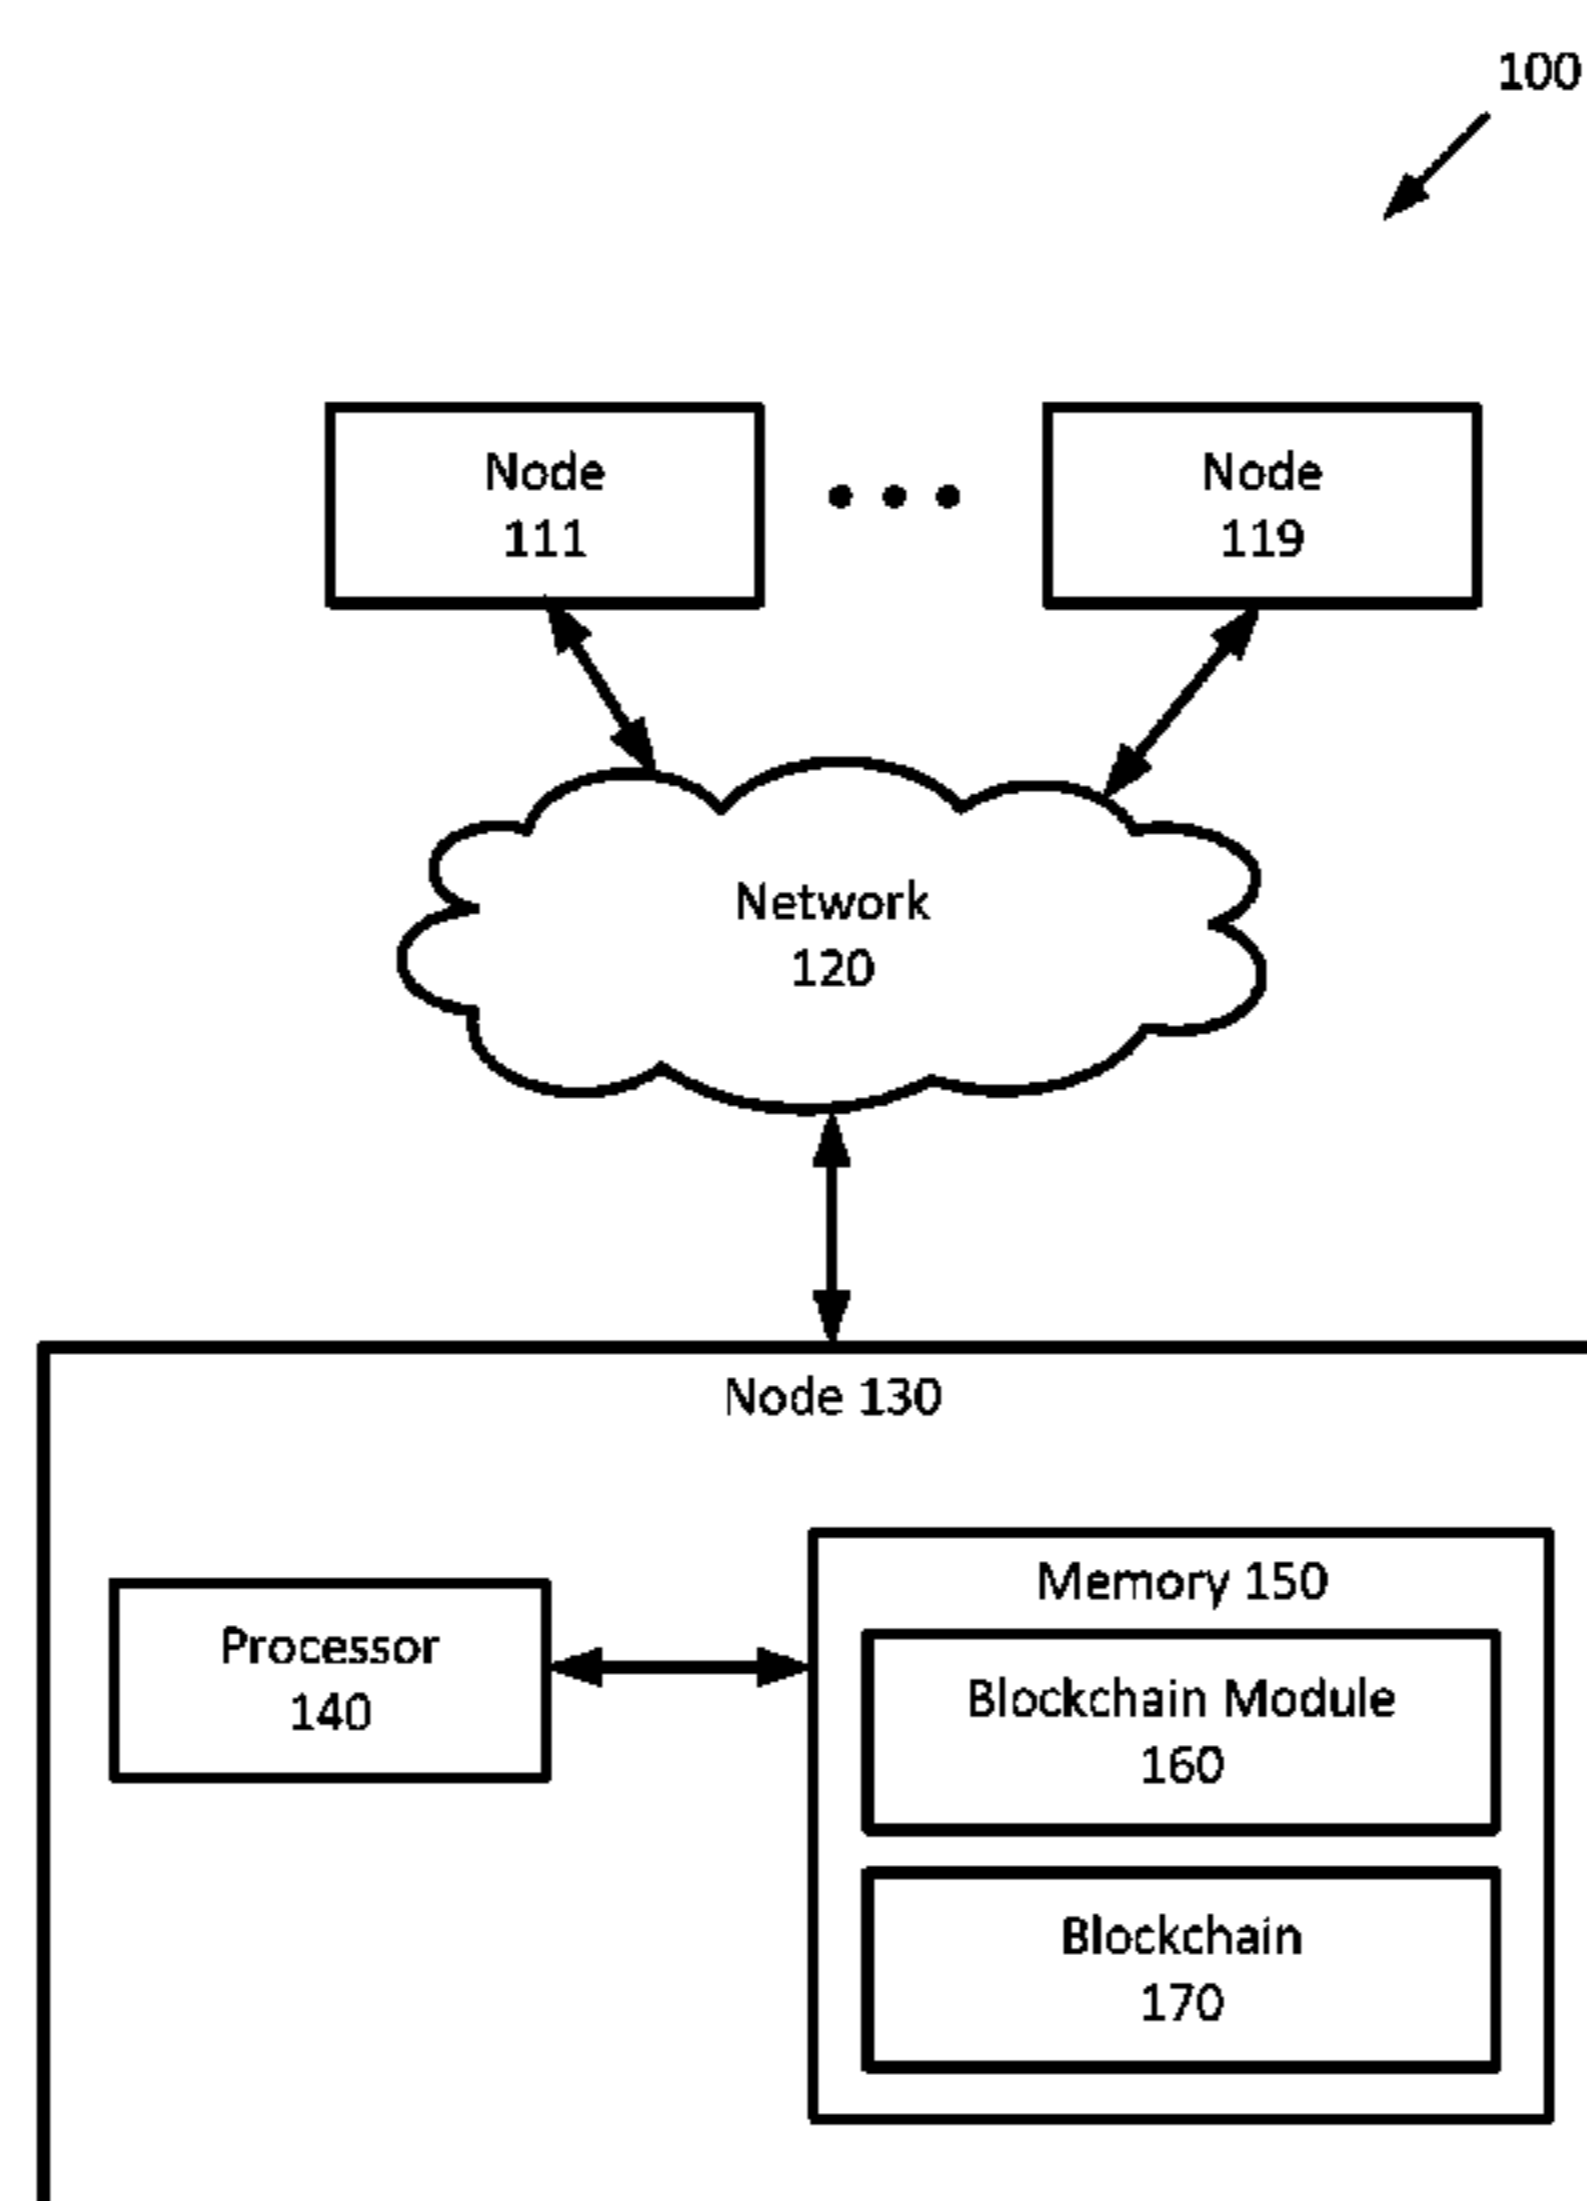 100
Node
111
Node
119
Network
120
Node 130
Processor
140
Memory 150
Blockchain Module
160
Blockchain
170